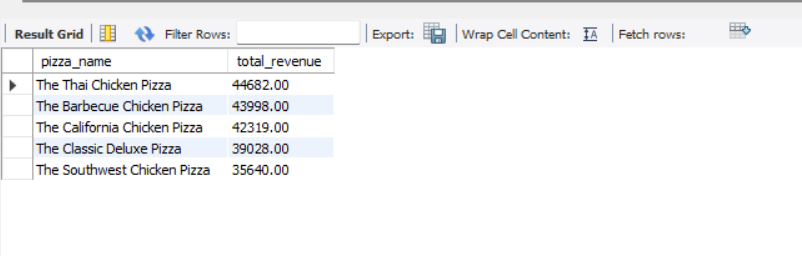 Result Grid Filter Rows: Export: Wrap Cell Content: IA Fetch rows:
pizza_name total_revenue
The Thai Chicken Pizza 44682.00
The Barbecue Chicken Pizza 43998.00
The California Chicken Pizza 42319.00
The Classic Deluxe Pizza 39028.00
The Southwest Chicken Pizza 35640.00